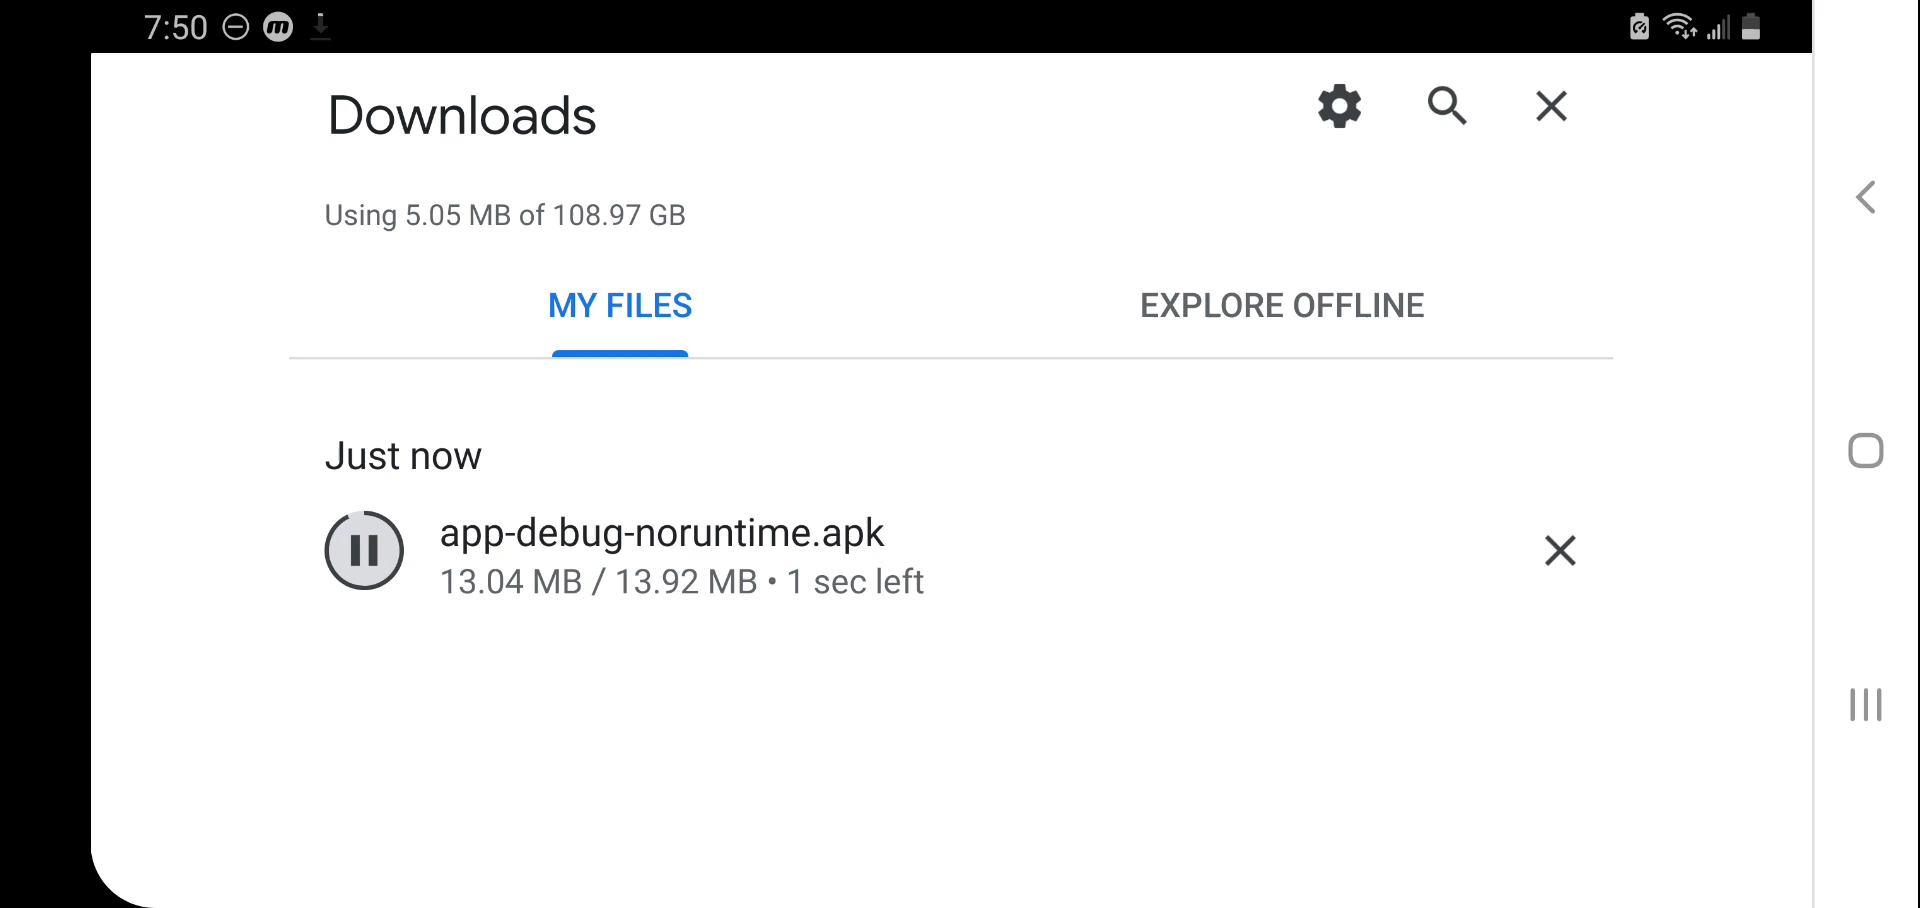 7:50
Downloads
Using 5.05 MB of 108.97 GB
MY FILES
EXPLORE OFFLINE
Just now
app-debug-noruntime.apk
13.04 MB / 13.92 MB • 1 sec left